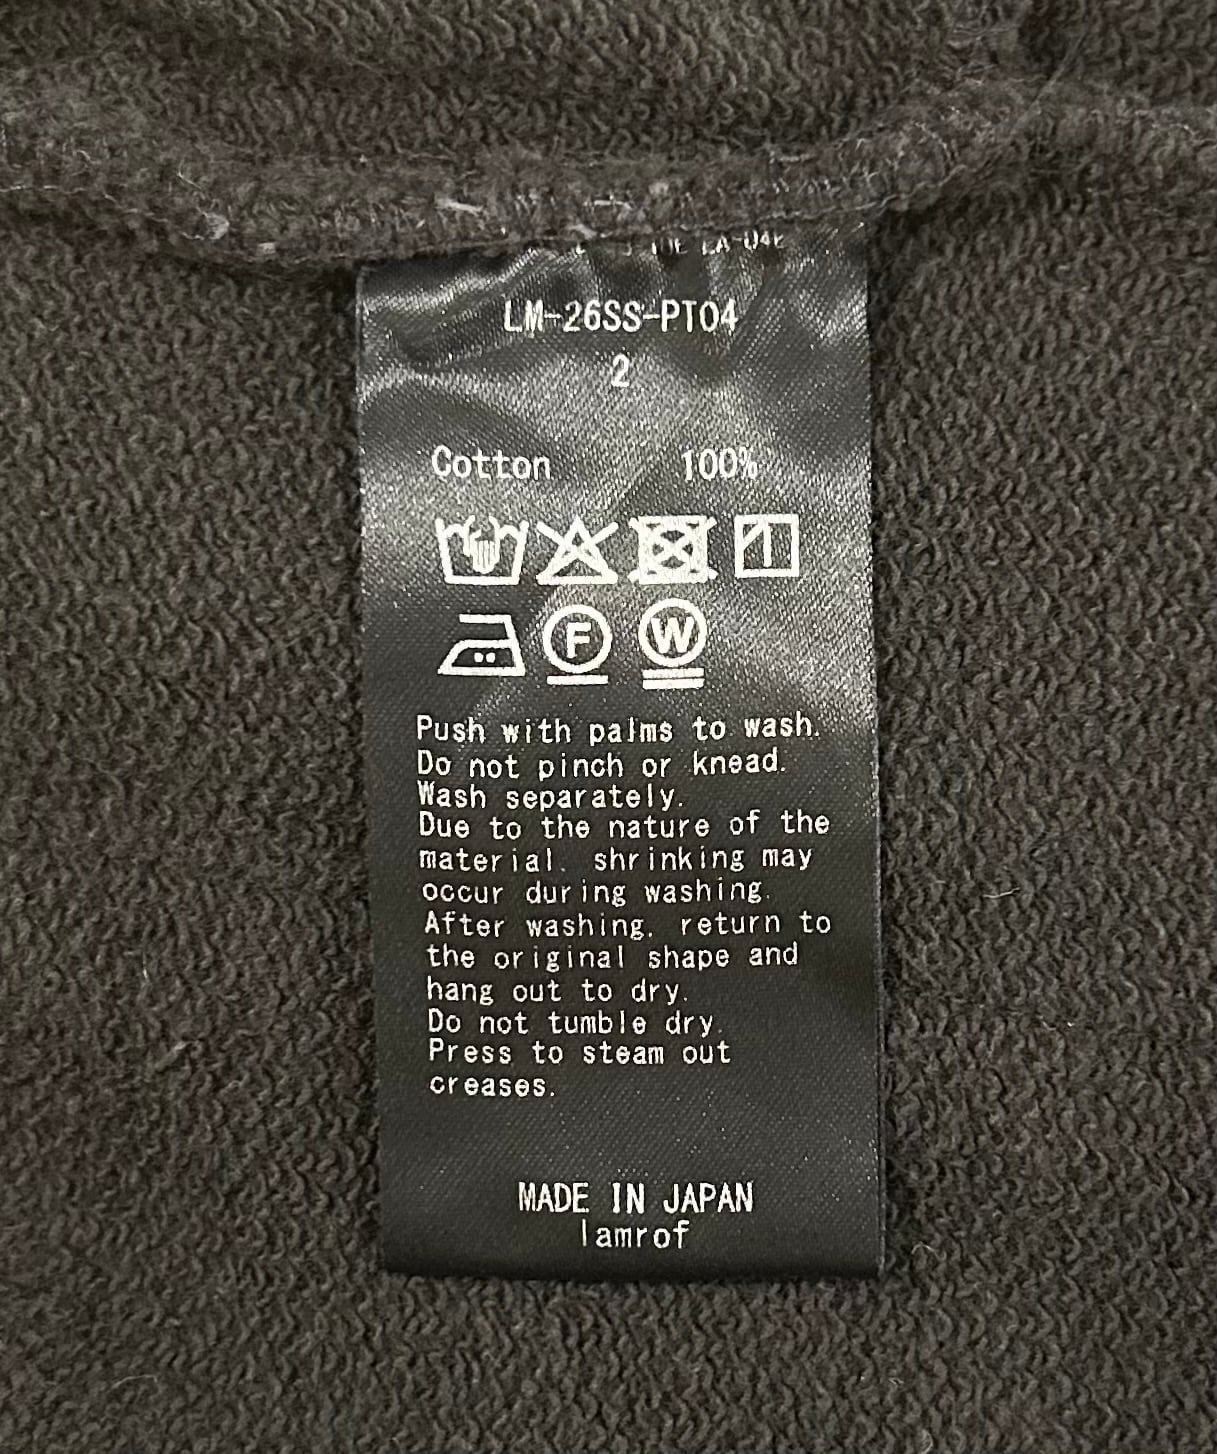 LM-26SS-PT04
2
Cotton 100%
F W
Push with palms to wash.
Do not pinch or knead.
Wash separately.
Due to the nature of the
material. shrinking may
occur during washing.
After washing. return to
the original shape and
hang out to dry.
Do not tumble dry.
Press to steam out
creases.
MADE IN JAPAN
lamrof